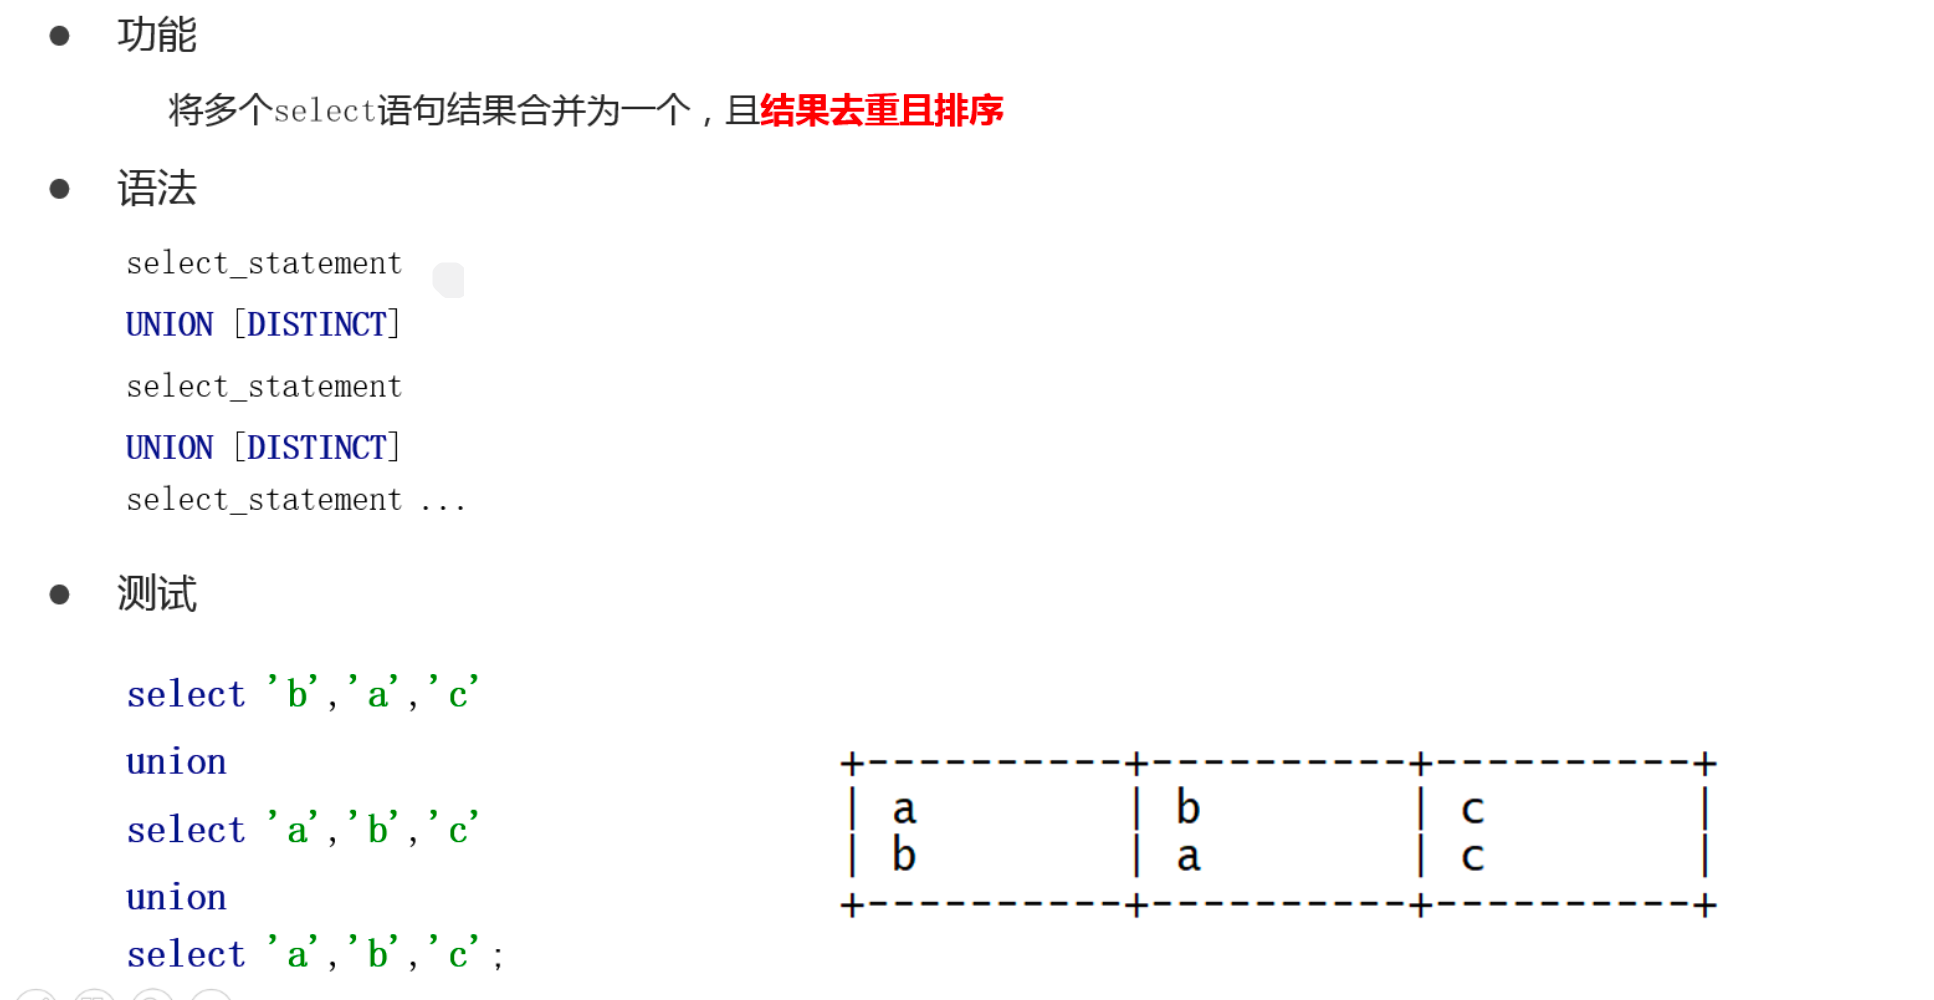 ● 功能
将多个select语句结果合并为一个，且结果去重且排序
● 语法
select_statement
UNION [DISTINCT]
select_statement
UNION [DISTINCT]
select_statement ...
● 测试
select 'b','a','c'
union
select 'a','b','c'
union
select 'a','b','c';
+----------+----------+----------+
| a | b | c |
| b | a | c |
+----------+----------+----------+